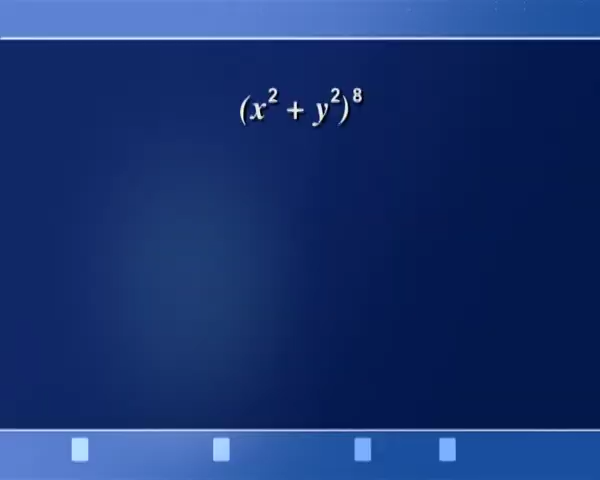 (x² + y²)⁸